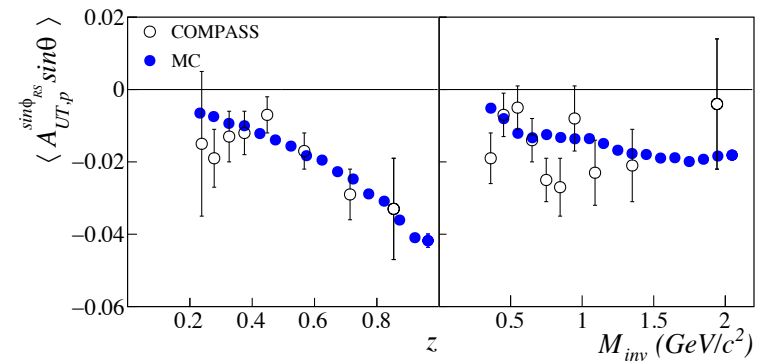 ⟨ A^{sinϕ_{RS}}_{UT,p} sinθ ⟩
0.02
0
−0.02
−0.04
−0.06
COMPASS
MC
0.2 0.4 0.6 0.8
z
0.5 1 1.5 2
M_{inv} (GeV/c²)